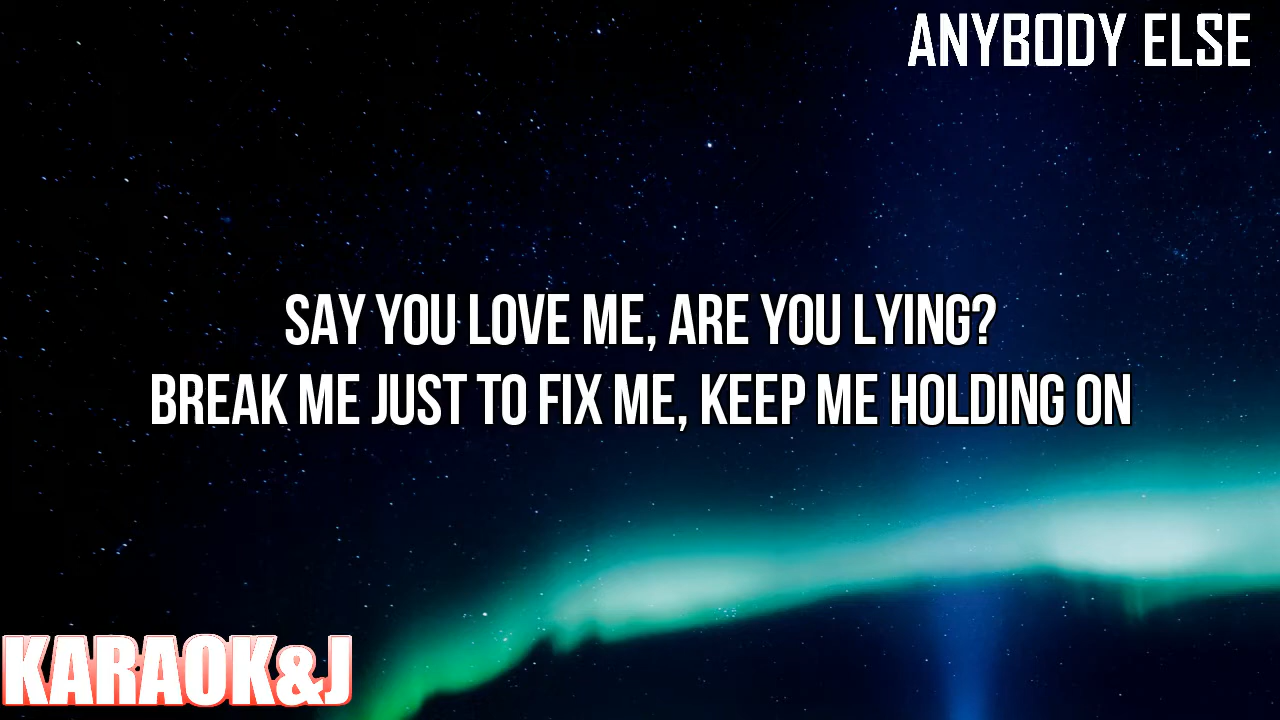 ANYBODY ELSE
SAY YOU LOVE ME, ARE YOU LYING?
BREAK ME JUST TO FIX ME, KEEP ME HOLDING ON
KARAOK&J